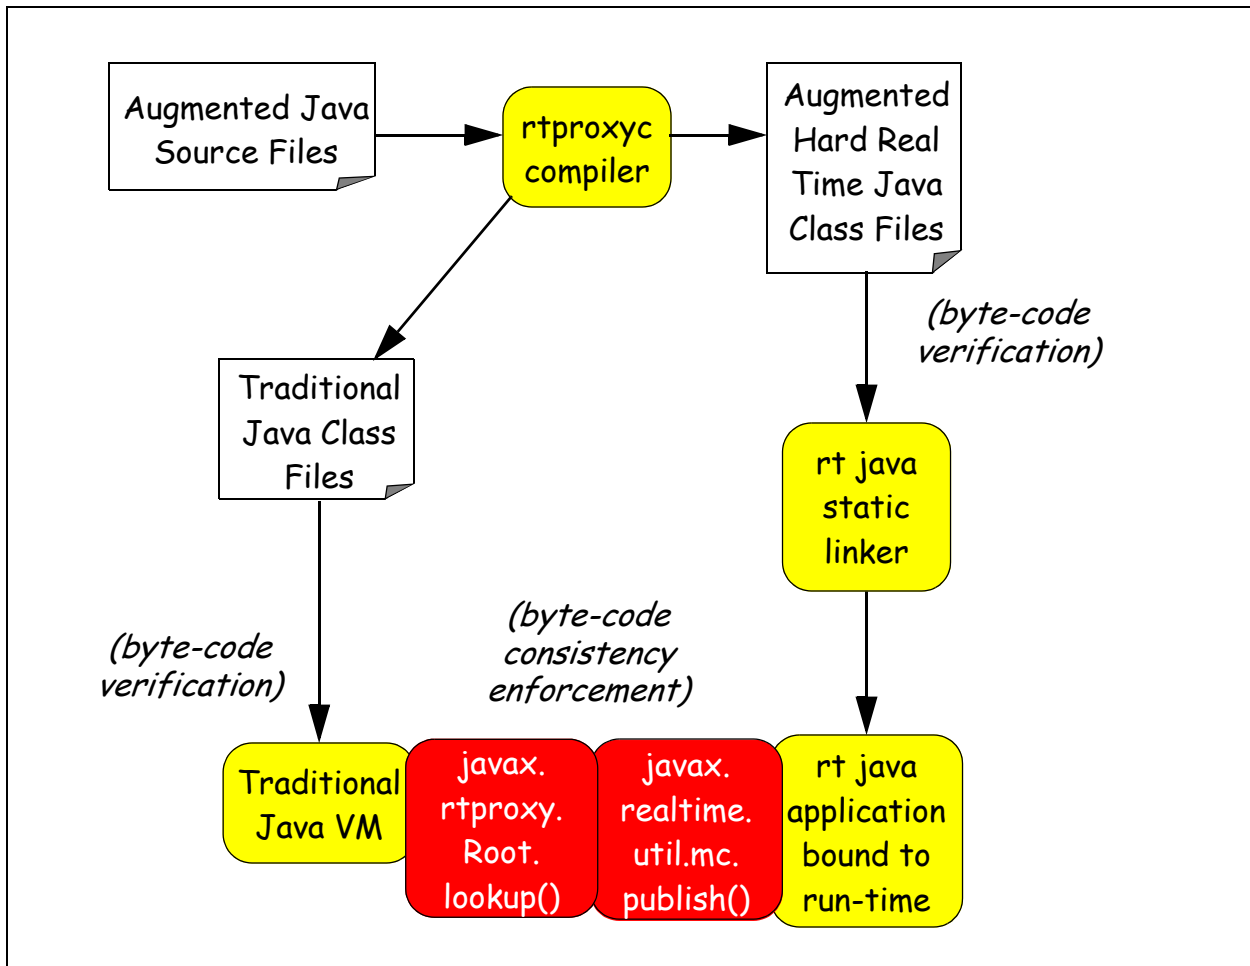 Augmented Java
Source Files
rtproxyc
compiler
Augmented
Hard Real
Time Java
Class Files
(byte-code
verification)
Traditional
Java Class
Files
rt java
static
linker
(byte-code
verification)
(byte-code
consistency
enforcement)
Traditional
Java VM
javax.
rtproxy.
Root.
lookup()
javax.
realtime.
util.mc.
publish()
rt java
application
bound to
run-time